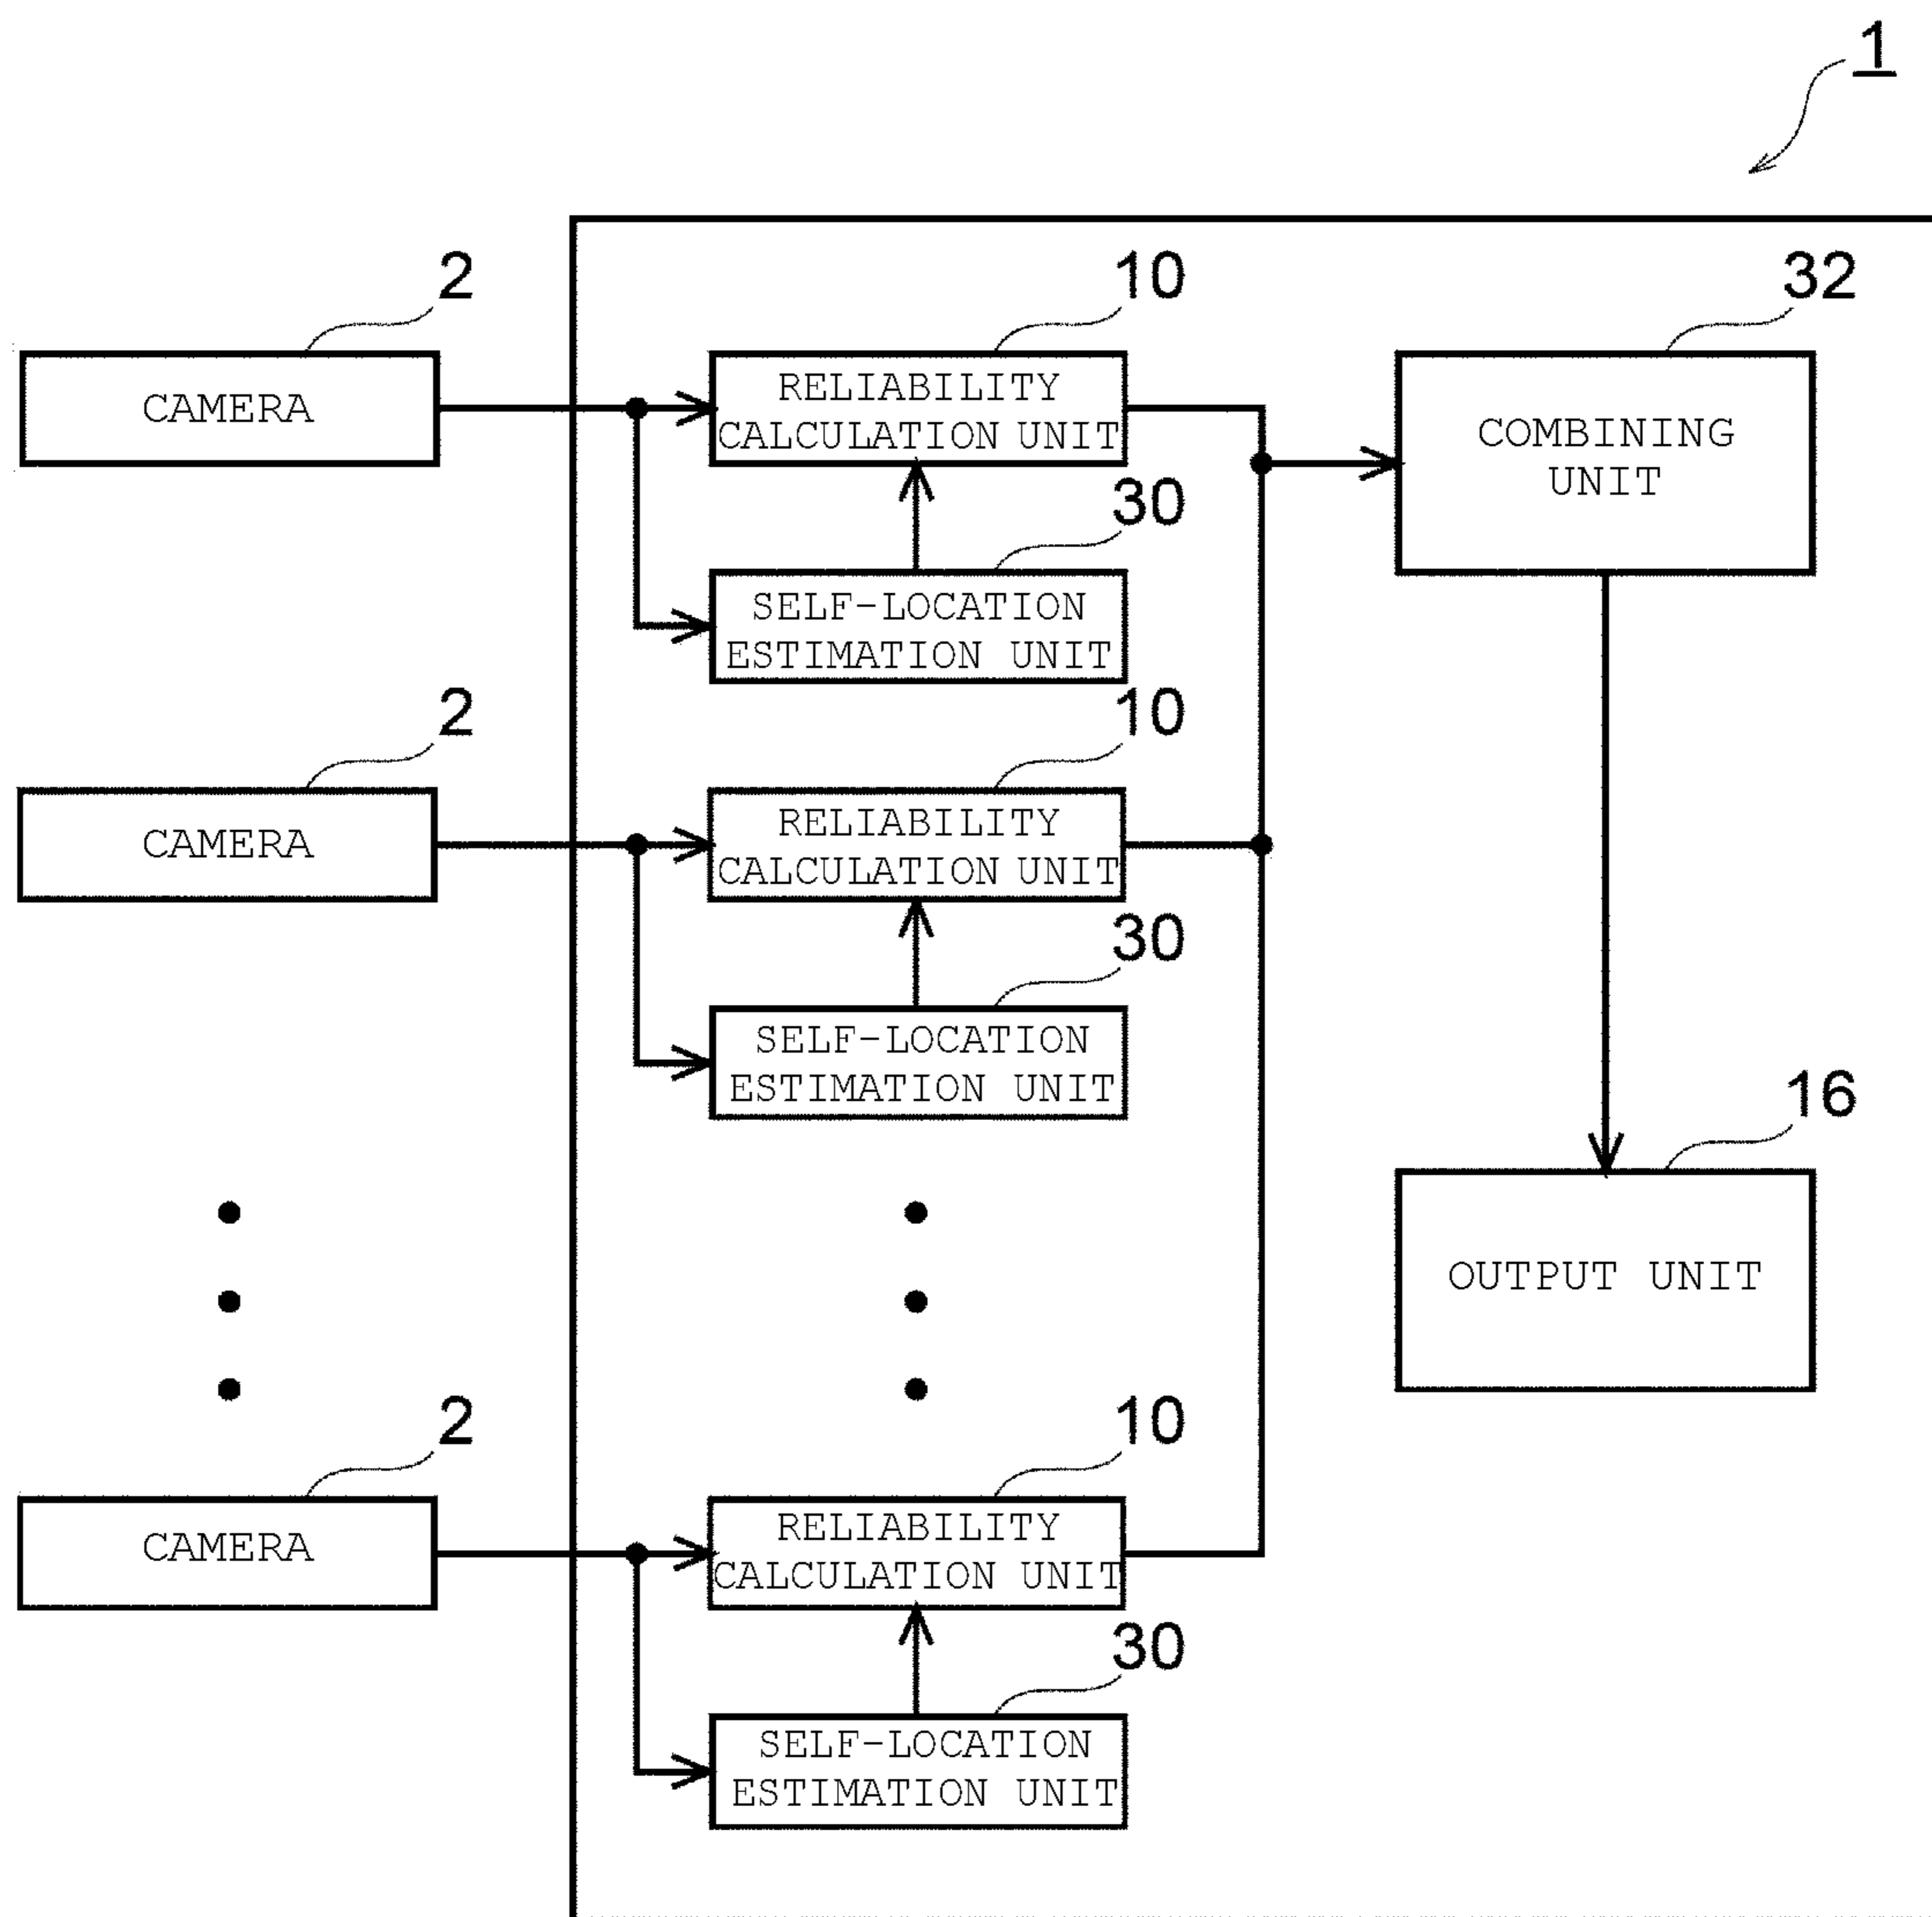 1
2
10
32
CAMERA
RELIABILITY
CALCULATION UNIT
COMBINING
UNIT
30
SELF-LOCATION
ESTIMATION UNIT
2
10
CAMERA
RELIABILITY
CALCULATION UNIT
30
SELF-LOCATION
ESTIMATION UNIT
16
OUTPUT UNIT
2
10
CAMERA
RELIABILITY
CALCULATION UNIT
30
SELF-LOCATION
ESTIMATION UNIT